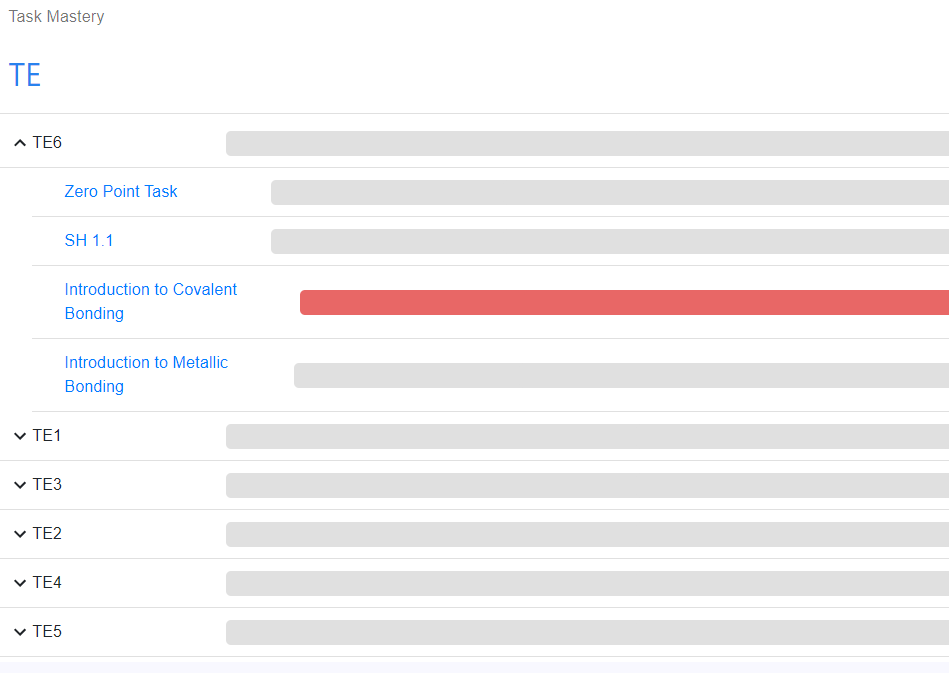 Task Mastery
TE
TE6
Zero Point Task
SH 1.1
Introduction to Covalent
Bonding
Introduction to Metallic
Bonding
TE1
TE3
TE2
TE4
TE5